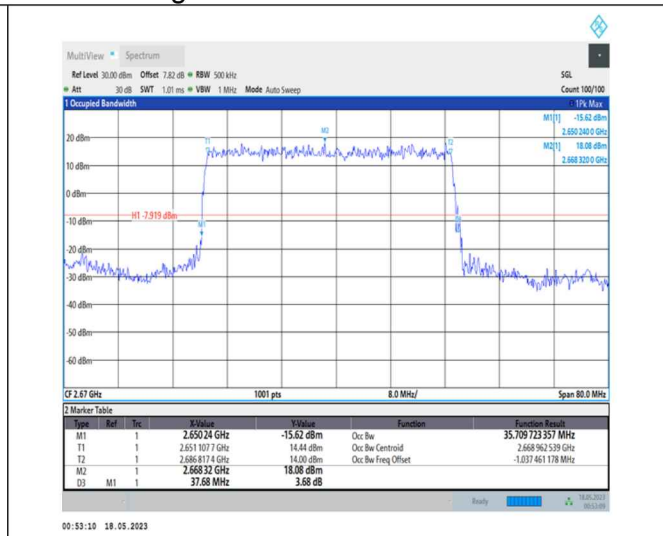 MultiView Spectrum
Ref Level 30.00 dBm Offset 7.82 dB RBW 500 kHz SGL
Att 30 dB SWT 1.01 ms VBW 1 MHz Mode Auto Sweep Count 100/100
1 Occupied Bandwidth 1Pk Max
M1[1] -15.62 dBm
2.650 240 0 GHz
M2[1] 18.08 dBm
2.668 320 0 GHz
20 dBm
T1
M2
T2
10 dBm
0 dBm
H1 -7.919 dBm
-10 dBm
M1
-20 dBm
-30 dBm
-40 dBm
-50 dBm
-60 dBm
CF 2.67 GHz 1001 pts 8.0 MHz/ Span 80.0 MHz
2 Marker Table
Type Ref Trc X-Value Y-Value Function Function Result
M1 1 2.65024 GHz -15.62 dBm Occ Bw 35.709 723 357 MHz
T1 1 2.651 107 7 GHz 14.44 dBm Occ Bw Centroid 2.668 962 539 GHz
T2 1 2.686 817 4 GHz 14.00 dBm Occ Bw Freq Offset -1.037 461 178 MHz
M2 1 2.66832 GHz 18.08 dBm
D3 M1 1 37.68 MHz 3.68 dB
Ready 18.05.2023
00:53:09
00:53:10 18.05.2023